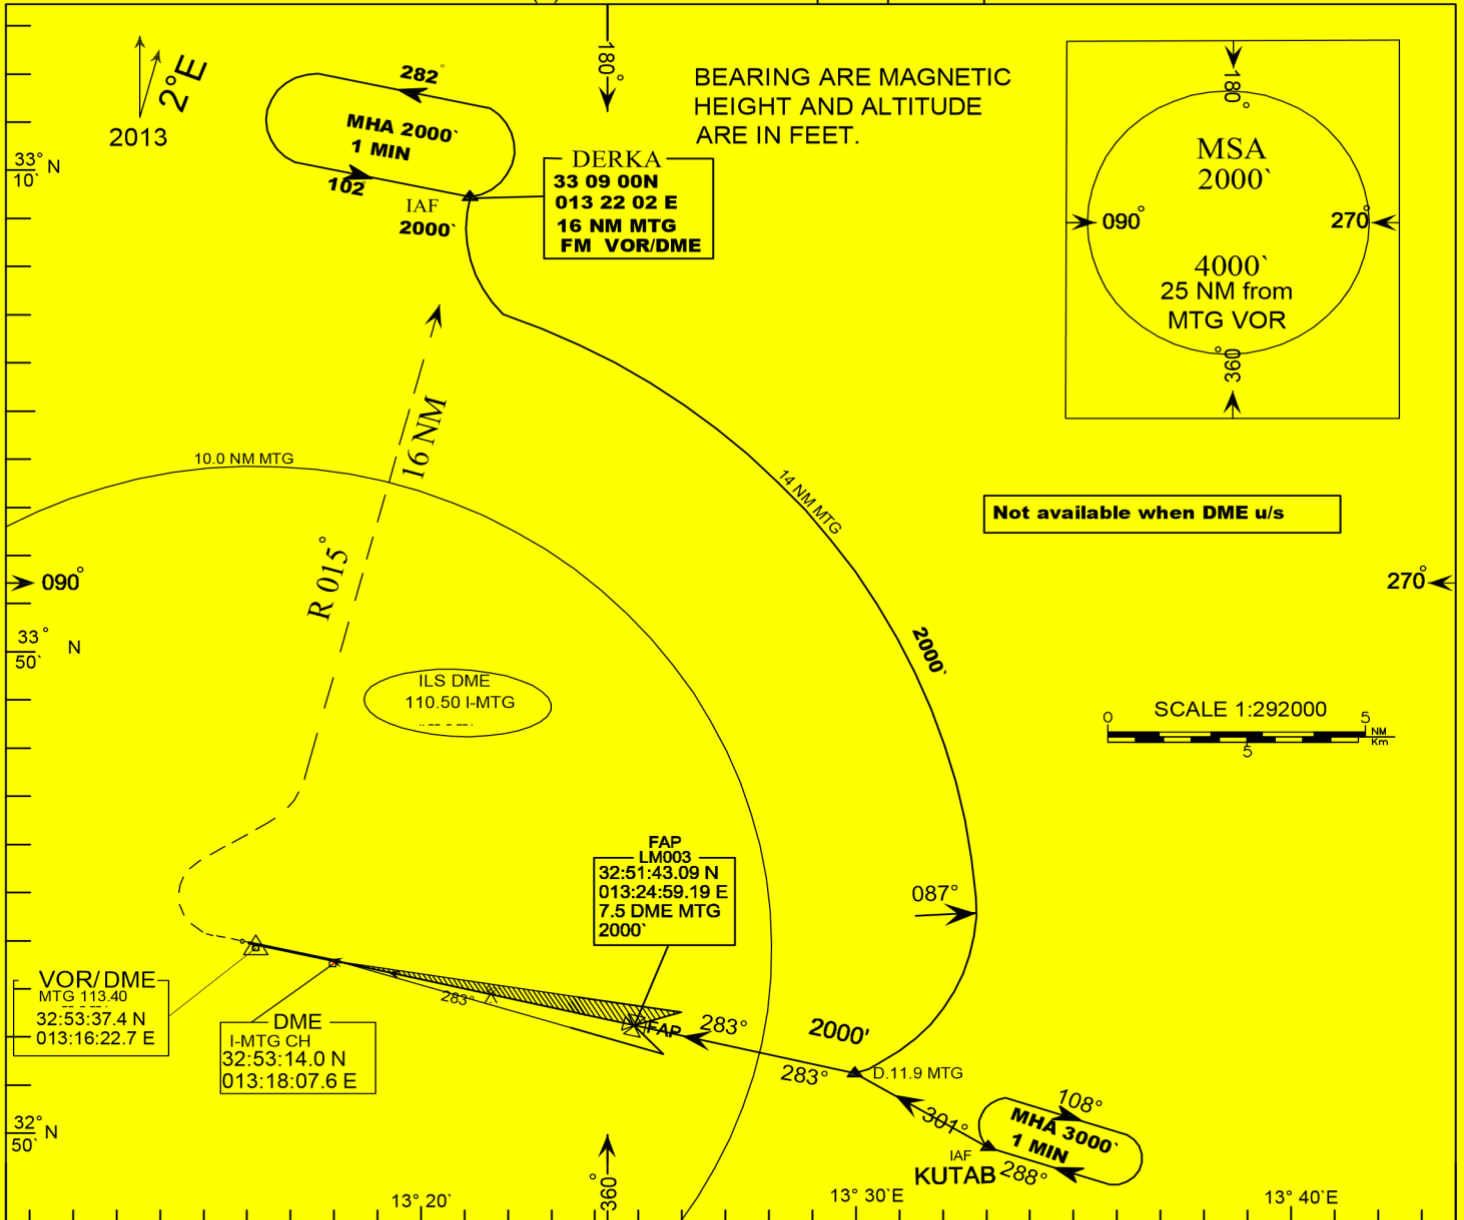 180°
2°E
2013
282°
MHA 2000`
1 MIN
102
IAF
2000`
DERKA
33 09 00N
013 22 02 E
16 NM MTG
FM VOR/DME
BEARING ARE MAGNETIC
HEIGHT AND ALTITUDE
ARE IN FEET.
180°
MSA
2000`
090°
270°
4000`
25 NM from
MTG VOR
360°
33° N
10`
16 NM
10.0 NM MTG
14 NM MTG
Not available when DME u/s
R 015°
090°
270°
33° N
50`
2000`
ILS DME
110.50 I-MTG
SCALE 1:292000
0
5
NM
Km
5
FAP
LM003
32:51:43.09 N
013:24:59.19 E
7.5 DME MTG
2000`
087°
VOR/DME
MTG 113.40
32:53:37.4 N
013:16:22.7 E
DME
I-MTG CH
32:53:14.0 N
013:18:07.6 E
283°
FAP
283°
2000'
283°
D.11.9 MTG
301°
108°
MHA 3000`
1 MIN
IAF
KUTAB
288°
32° N
50`
360°
13° 20`
13° 30`E
13° 40`E